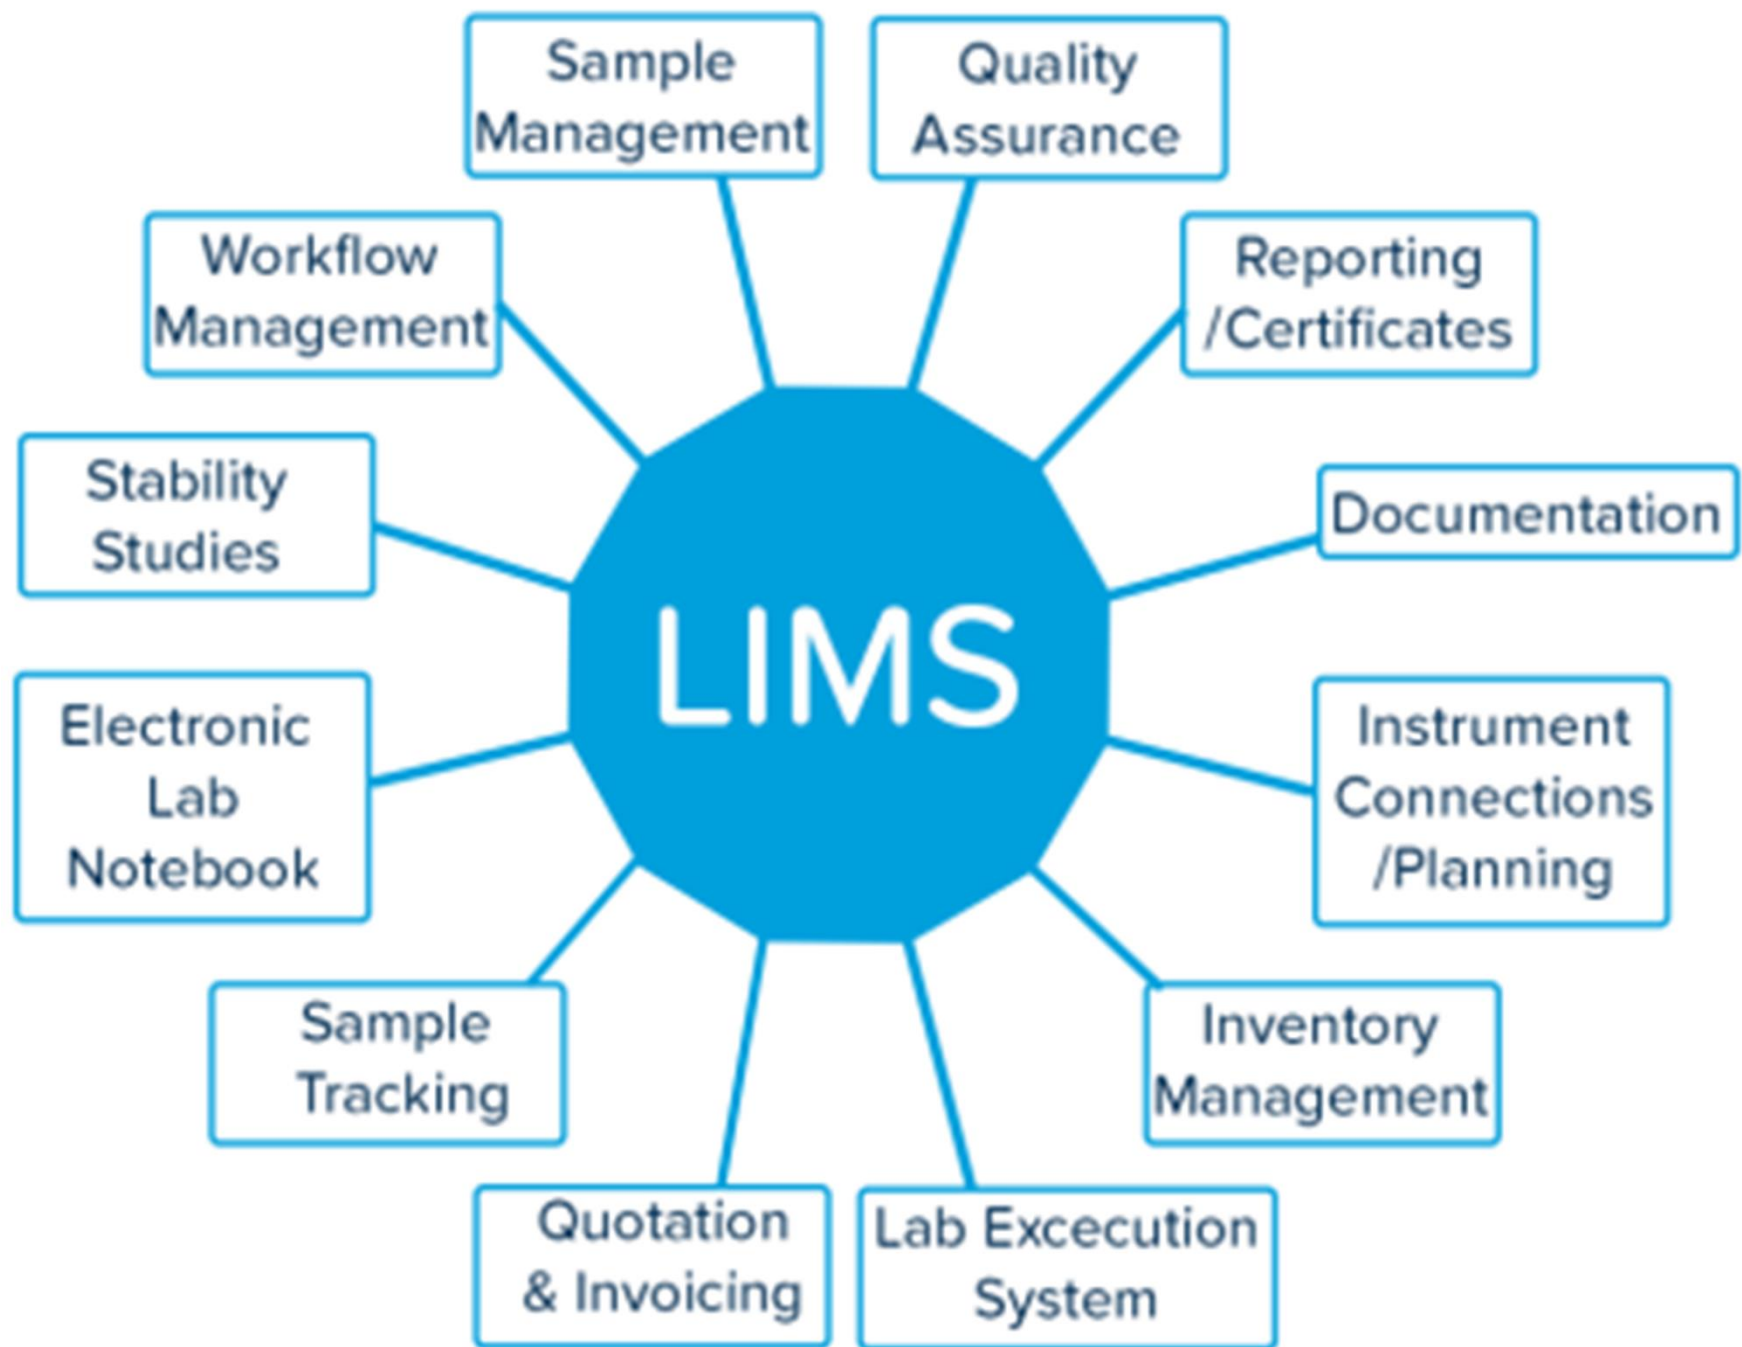 Sample
Management
Quality
Assurance
Workflow
Management
Reporting
/Certificates
Stability
Studies
Documentation
LIMS
Electronic
Lab
Notebook
Instrument
Connections
/Planning
Sample
Tracking
Inventory
Management
Quotation
& Invoicing
Lab Excecution
System